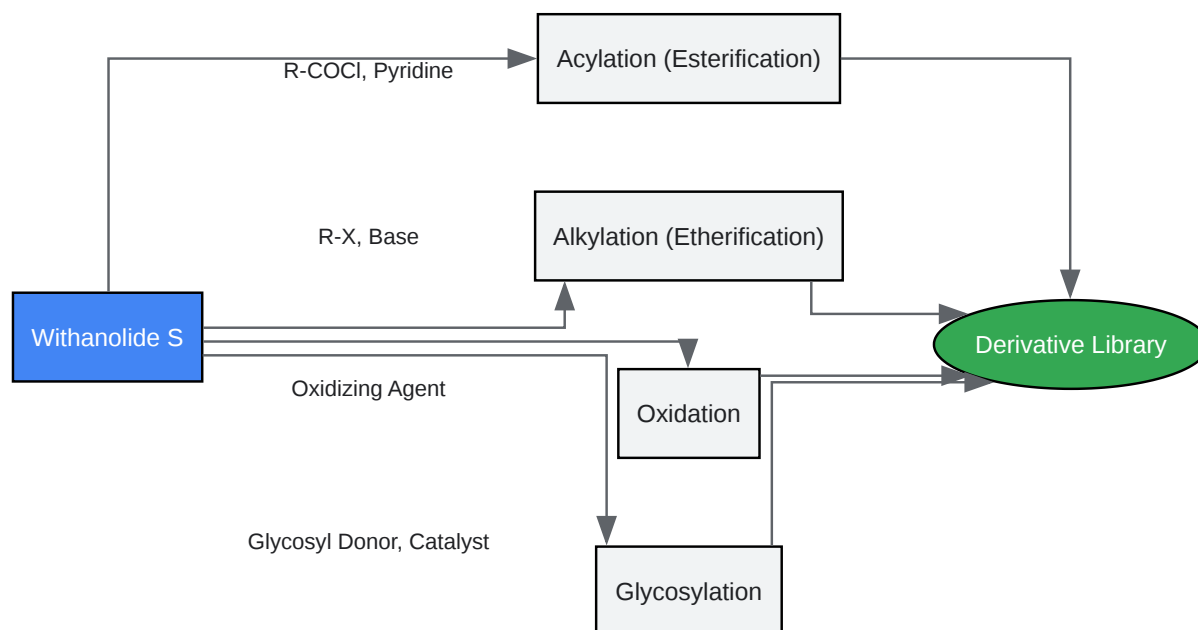 Acylation (Esterification)
R-COCl, Pyridine
R-X, Base
Alkylation (Etherification)
Withanolide S
Derivative Library
Oxidizing Agent
Oxidation
Glycosyl Donor, Catalyst
Glycosylation